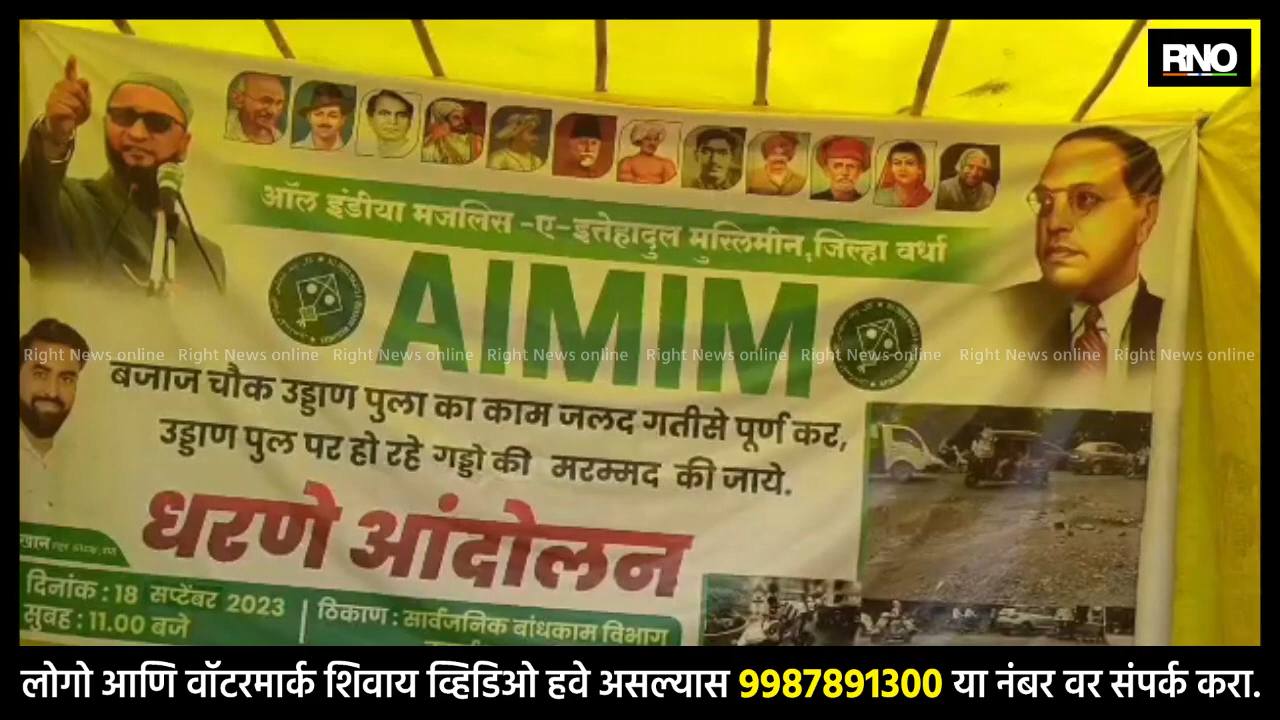 RNO
ऑल इंडीया मजलिस -ए-इत्तेहादुल मुस्लिमीन,जिल्हा वर्धा
AIMIM
Right News online Right News online Right News online Right News online Right News online Right News online Right News online Right News online
बजाज चौक उड्डाण पुला का काम जलद गतीसे पूर्ण कर,
उड्डाण पुल पर हो रहे गड्डो की मरम्मद की जाये.
धरणे आंदोलन
खान
दिनांक : 18 सप्टेंबर 2023
सुबह : 11.00 बजे
ठिकाण : सार्वजनिक बांधकाम विभाग
लोगो आणि वॉटरमार्क शिवाय व्हिडिओ हवे असल्यास 9987891300 या नंबर वर संपर्क करा.